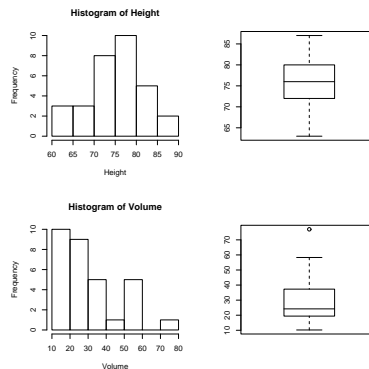 Histogram of Height
Frequency
0 2 4 6 8 10
60 65 70 75 80 85 90
Height
65 70 75 80 85
Histogram of Volume
Frequency
0 2 4 6 8 10
10 20 30 40 50 60 70 80
Volume
10 20 30 40 50 60 70